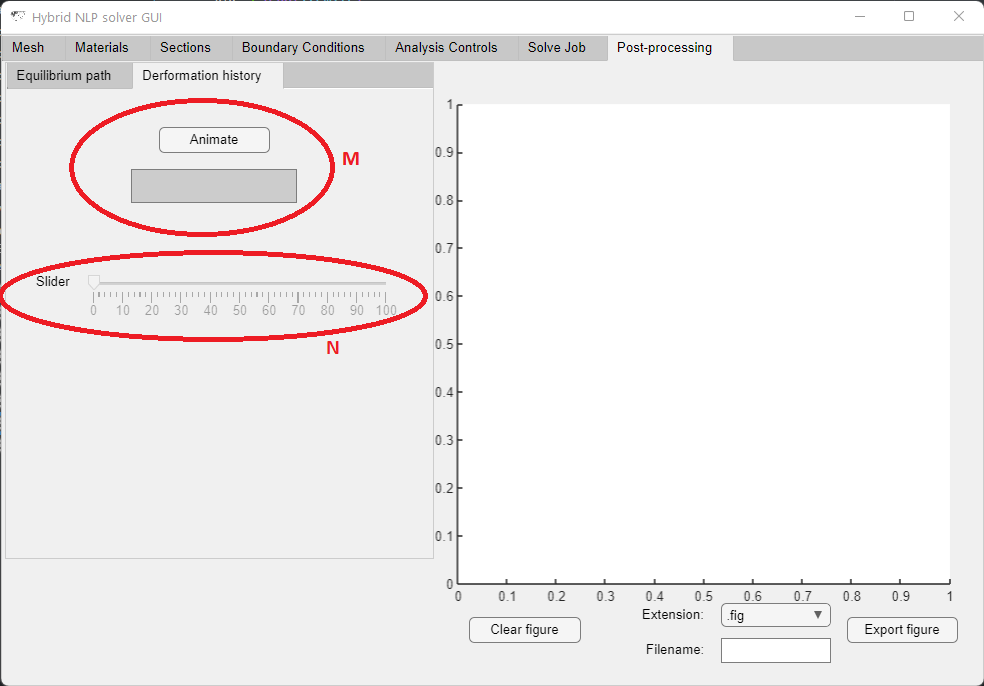 Hybrid NLP solver GUI
Mesh Materials Sections Boundary Conditions Analysis Controls Solve Job Post-processing
Equilibrium path Deformation history
Animate
M
Slider
0 10 20 30 40 50 60 70 80 90 100
N
1
0.9
0.8
0.7
0.6
0.5
0.4
0.3
0.2
0.1
0
0 0.1 0.2 0.3 0.4 0.5 0.6 0.7 0.8 0.9 1
Clear figure Extension: .fig Export figure
Filename: